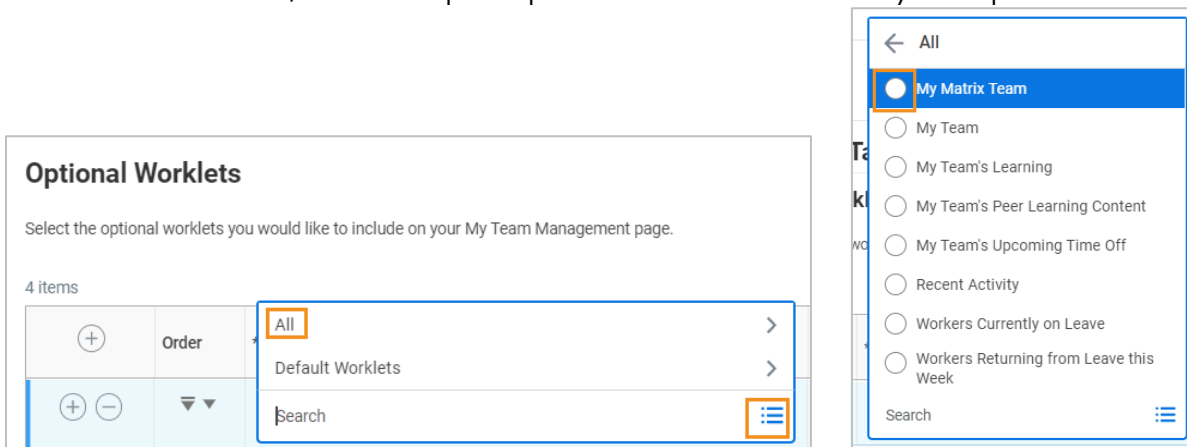 All
My Matrix Team
My Team
My Team's Learning
My Team's Peer Learning Content
My Team's Upcoming Time Off
Recent Activity
Workers Currently on Leave
Workers Returning from Leave this
Week
Search
Optional Worklets
Select the optional worklets you would like to include on your My Team Management page.
4 items
Order
All
Default Worklets
Search